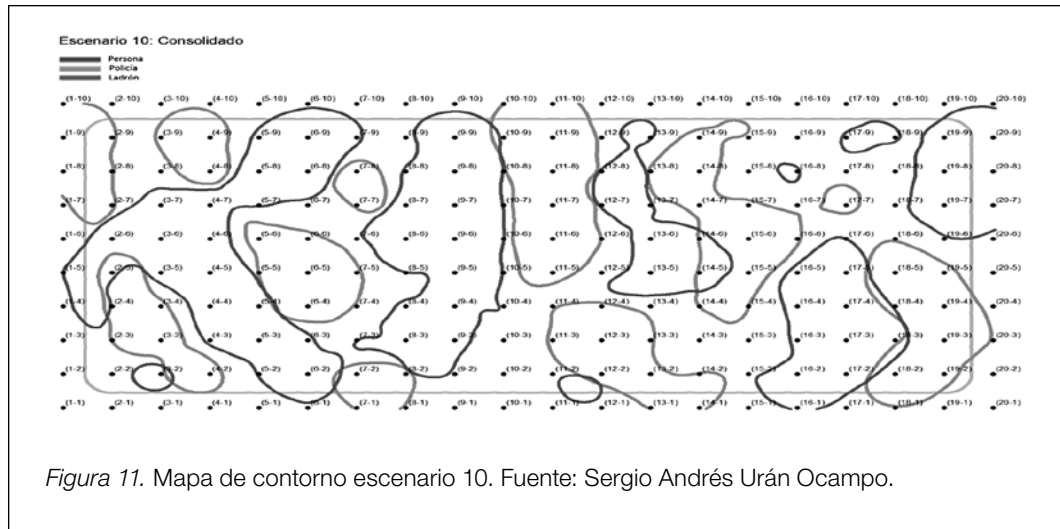 Escenario 10: Consolidado
Persona
Policía
Ladrón
(1-10) (2-10) (3-10) (4-10) (5-10) (6-10) (7-10) (8-10) (9-10) (10-10) (11-10) (12-10) (13-10) (14-10) (15-10) (16-10) (17-10) (18-10) (19-10) (20-10)
(1-9) (2-9) (3-9) (4-9) (5-9) (6-9) (7-9) (8-9) (9-9) (10-9) (11-9) (12-9) (13-9) (14-9) (15-9) (16-9) (17-9) (18-9) (19-9) (20-9)
(1-8) (2-8) (3-8) (4-8) (5-8) (6-8) (7-8) (8-8) (9-8) (10-8) (11-8) (12-8) (13-8) (14-8) (15-8) (16-8) (17-8) (18-8) (19-8) (20-8)
(1-7) (2-7) (3-7) (4-7) (5-7) (6-7) (7-7) (8-7) (9-7) (10-7) (11-7) (12-7) (13-7) (14-7) (15-7) (16-7) (17-7) (18-7) (19-7) (20-7)
(1-6) (2-6) (3-6) (4-6) (5-6) (6-6) (7-6) (8-6) (9-6) (10-6) (11-6) (12-6) (13-6) (14-6) (15-6) (16-6) (17-6) (18-6) (19-6) (20-6)
(1-5) (2-5) (3-5) (4-5) (5-5) (6-5) (7-5) (8-5) (9-5) (10-5) (11-5) (12-5) (13-5) (14-5) (15-5) (16-5) (17-5) (18-5) (19-5) (20-5)
(1-4) (2-4) (3-4) (4-4) (5-4) (6-4) (7-4) (8-4) (9-4) (10-4) (11-4) (12-4) (13-4) (14-4) (15-4) (16-4) (17-4) (18-4) (19-4) (20-4)
(1-3) (2-3) (3-3) (4-3) (5-3) (6-3) (7-3) (8-3) (9-3) (10-3) (11-3) (12-3) (13-3) (14-3) (15-3) (16-3) (17-3) (18-3) (19-3) (20-3)
(1-2) (2-2) (3-2) (4-2) (5-2) (6-2) (7-2) (8-2) (9-2) (10-2) (11-2) (12-2) (13-2) (14-2) (15-2) (16-2) (17-2) (18-2) (19-2) (20-2)
(1-1) (2-1) (3-1) (4-1) (5-1) (6-1) (7-1) (8-1) (9-1) (10-1) (11-1) (12-1) (13-1) (14-1) (15-1) (16-1) (17-1) (18-1) (19-1) (20-1)
Figura 11. Mapa de contorno escenario 10. Fuente: Sergio Andrés Urán Ocampo.